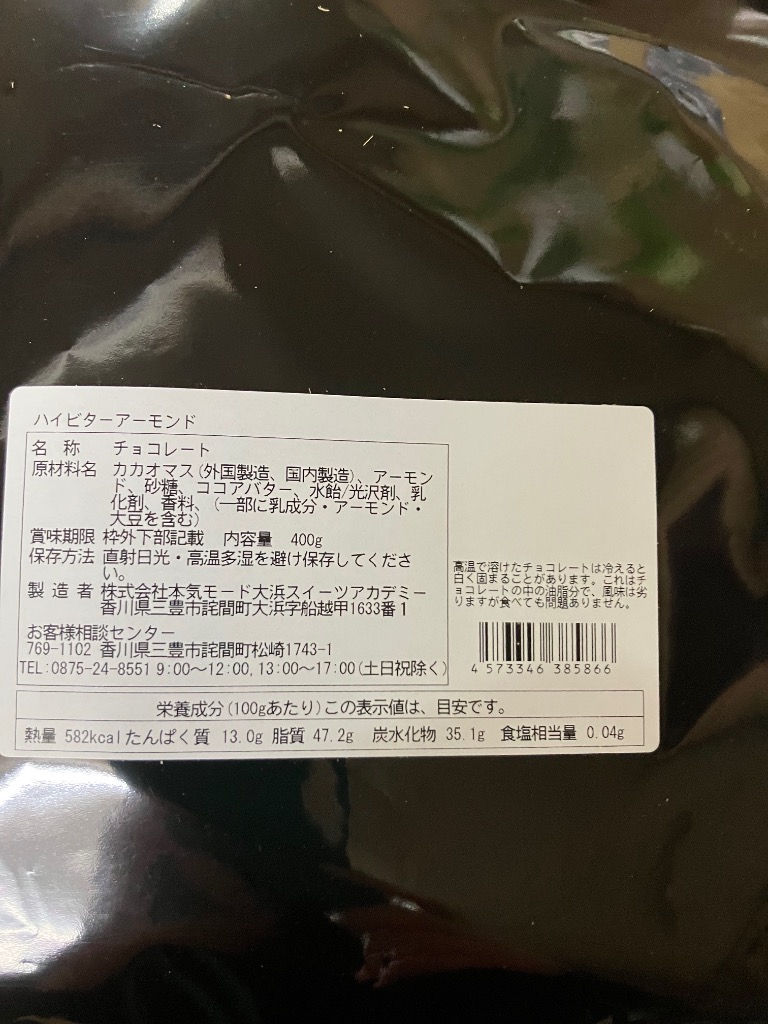 ハイビターアーモンド
名 称 チョコレート
原材料名 カカオマス(外国製造、国内製造)、アーモン
ド、砂糖、ココアバター、水飴/光沢剤、乳
化剤、香料、(一部に乳成分・アーモンド・
大豆を含む)
賞味期限 枠外下部記載 内容量 400g
保存方法 直射日光・高温多湿を避け保存してくださ
い。
製造者 株式会社本気モード大浜スイーツアカデミー
香川県三豊市詫間町大浜字船越甲1633番1
お客様相談センター
769-1102 香川県三豊市詫間町松崎1743-1
TEL:0875-24-8551 9:00～12:00,13:00～17:00(土日祝除く)
高温で溶けたチョコレートは冷えると
白く固まることがあります。これはチ
ョコレートの中の油脂分で、風味は劣
りますが食べても問題ありません。
4 573346 385866
栄養成分(100gあたり)この表示値は、目安です。
熱量 582kcalたんぱく質 13.0g 脂質 47.2g 炭水化物 35.1g 食塩相当量 0.04g